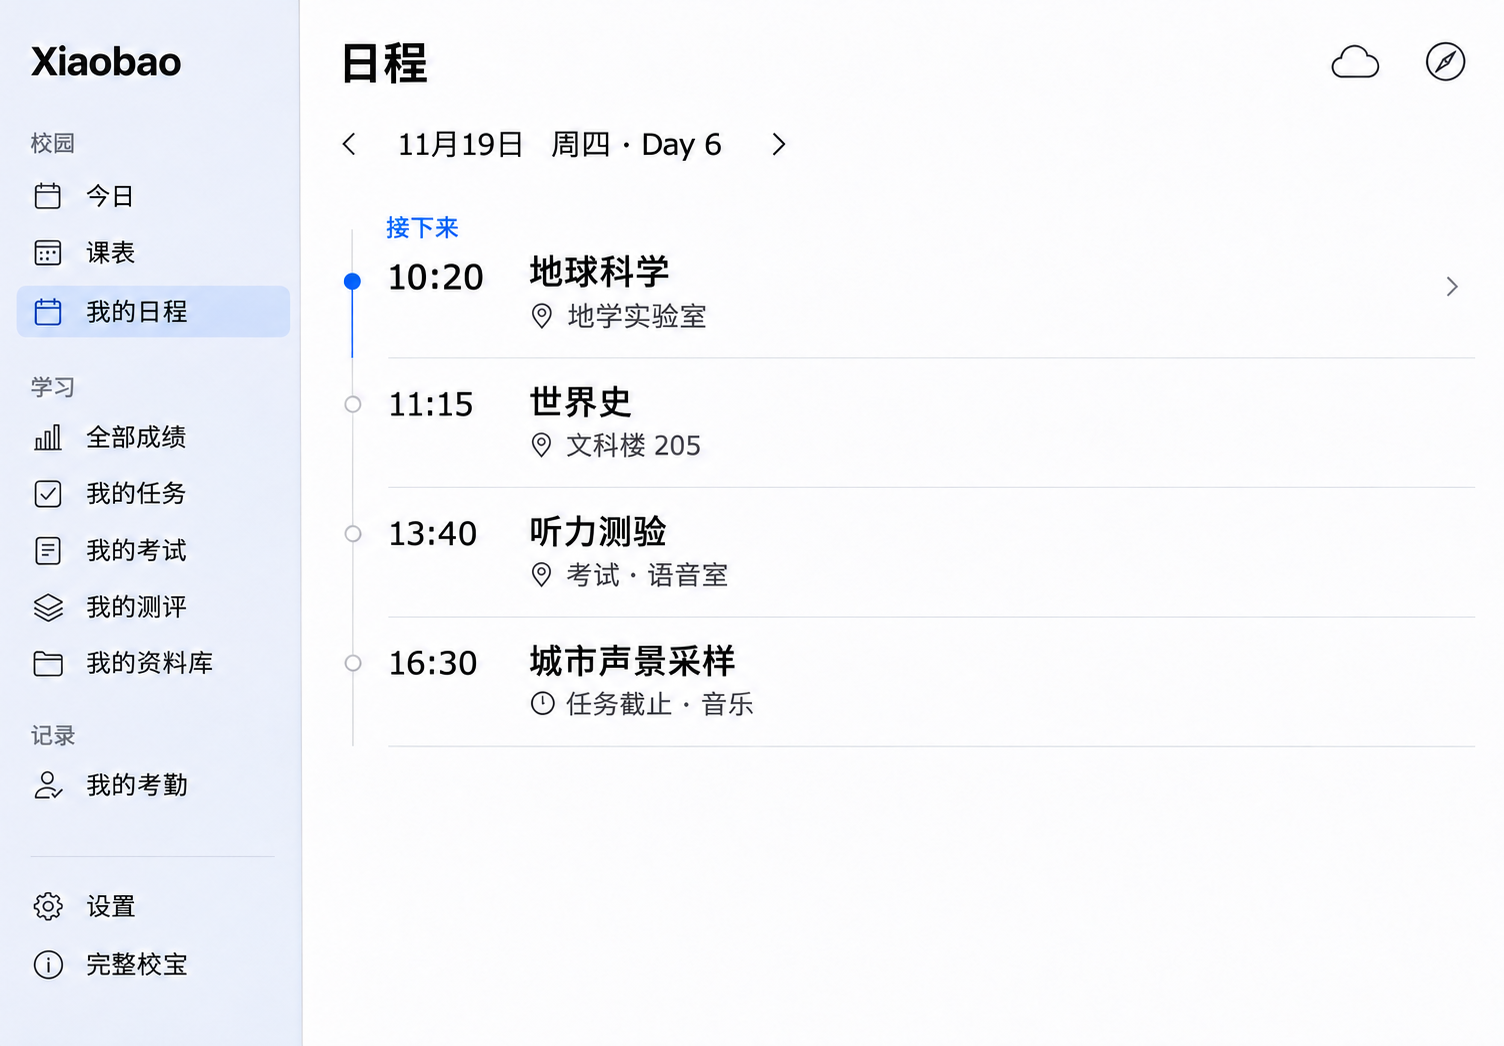 Xiaobao
校园
今日
课表
我的日程
学习
全部成绩
我的任务
我的考试
我的测评
我的资料库
记录
我的考勤
设置
完整校宝
日程
11月19日 周四 · Day 6
接下来
10:20 地球科学
地学实验室
11:15 世界史
文科楼 205
13:40 听力测验
考试 · 语音室
16:30 城市声景采样
任务截止 · 音乐